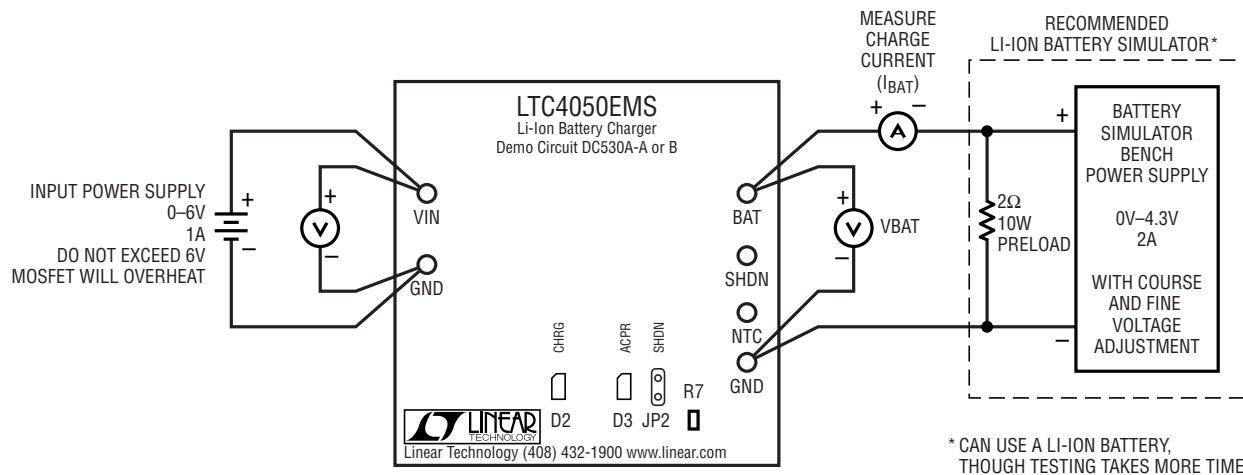 MEASURE
CHARGE
CURRENT
(IBAT)
+ −
A
RECOMMENDED
LI-ION BATTERY SIMULATOR*
LTC4050EMS
Li-Ion Battery Charger
Demo Circuit DC530A-A or B
INPUT POWER SUPPLY
0–6V
1A
DO NOT EXCEED 6V
MOSFET WILL OVERHEAT
+
−
+
V
−
VIN
GND
BAT
SHDN
NTC
GND
+
V
−
VBAT
2Ω
10W
PRELOAD
+
−
BATTERY
SIMULATOR
BENCH
POWER SUPPLY
0V–4.3V
2A
WITH COURSE
AND FINE
VOLTAGE
ADJUSTMENT
CHRG
ACPR
SHDN
R7
D2
D3
JP2
LT LINEAR
TECHNOLOGY
Linear Technology (408) 432-1900 www.linear.com
* CAN USE A LI-ION BATTERY,
THOUGH TESTING TAKES MORE TIME